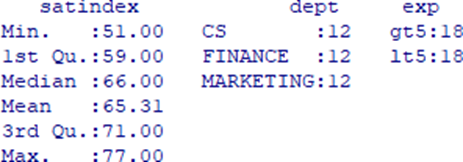 satindex dept exp
Min. :51.00 CS :12 gt5:18
1st Qu.:59.00 FINANCE :12 lt5:18
Median :66.00 MARKETING:12
Mean :65.31
3rd Qu.:71.00
Max. :77.00